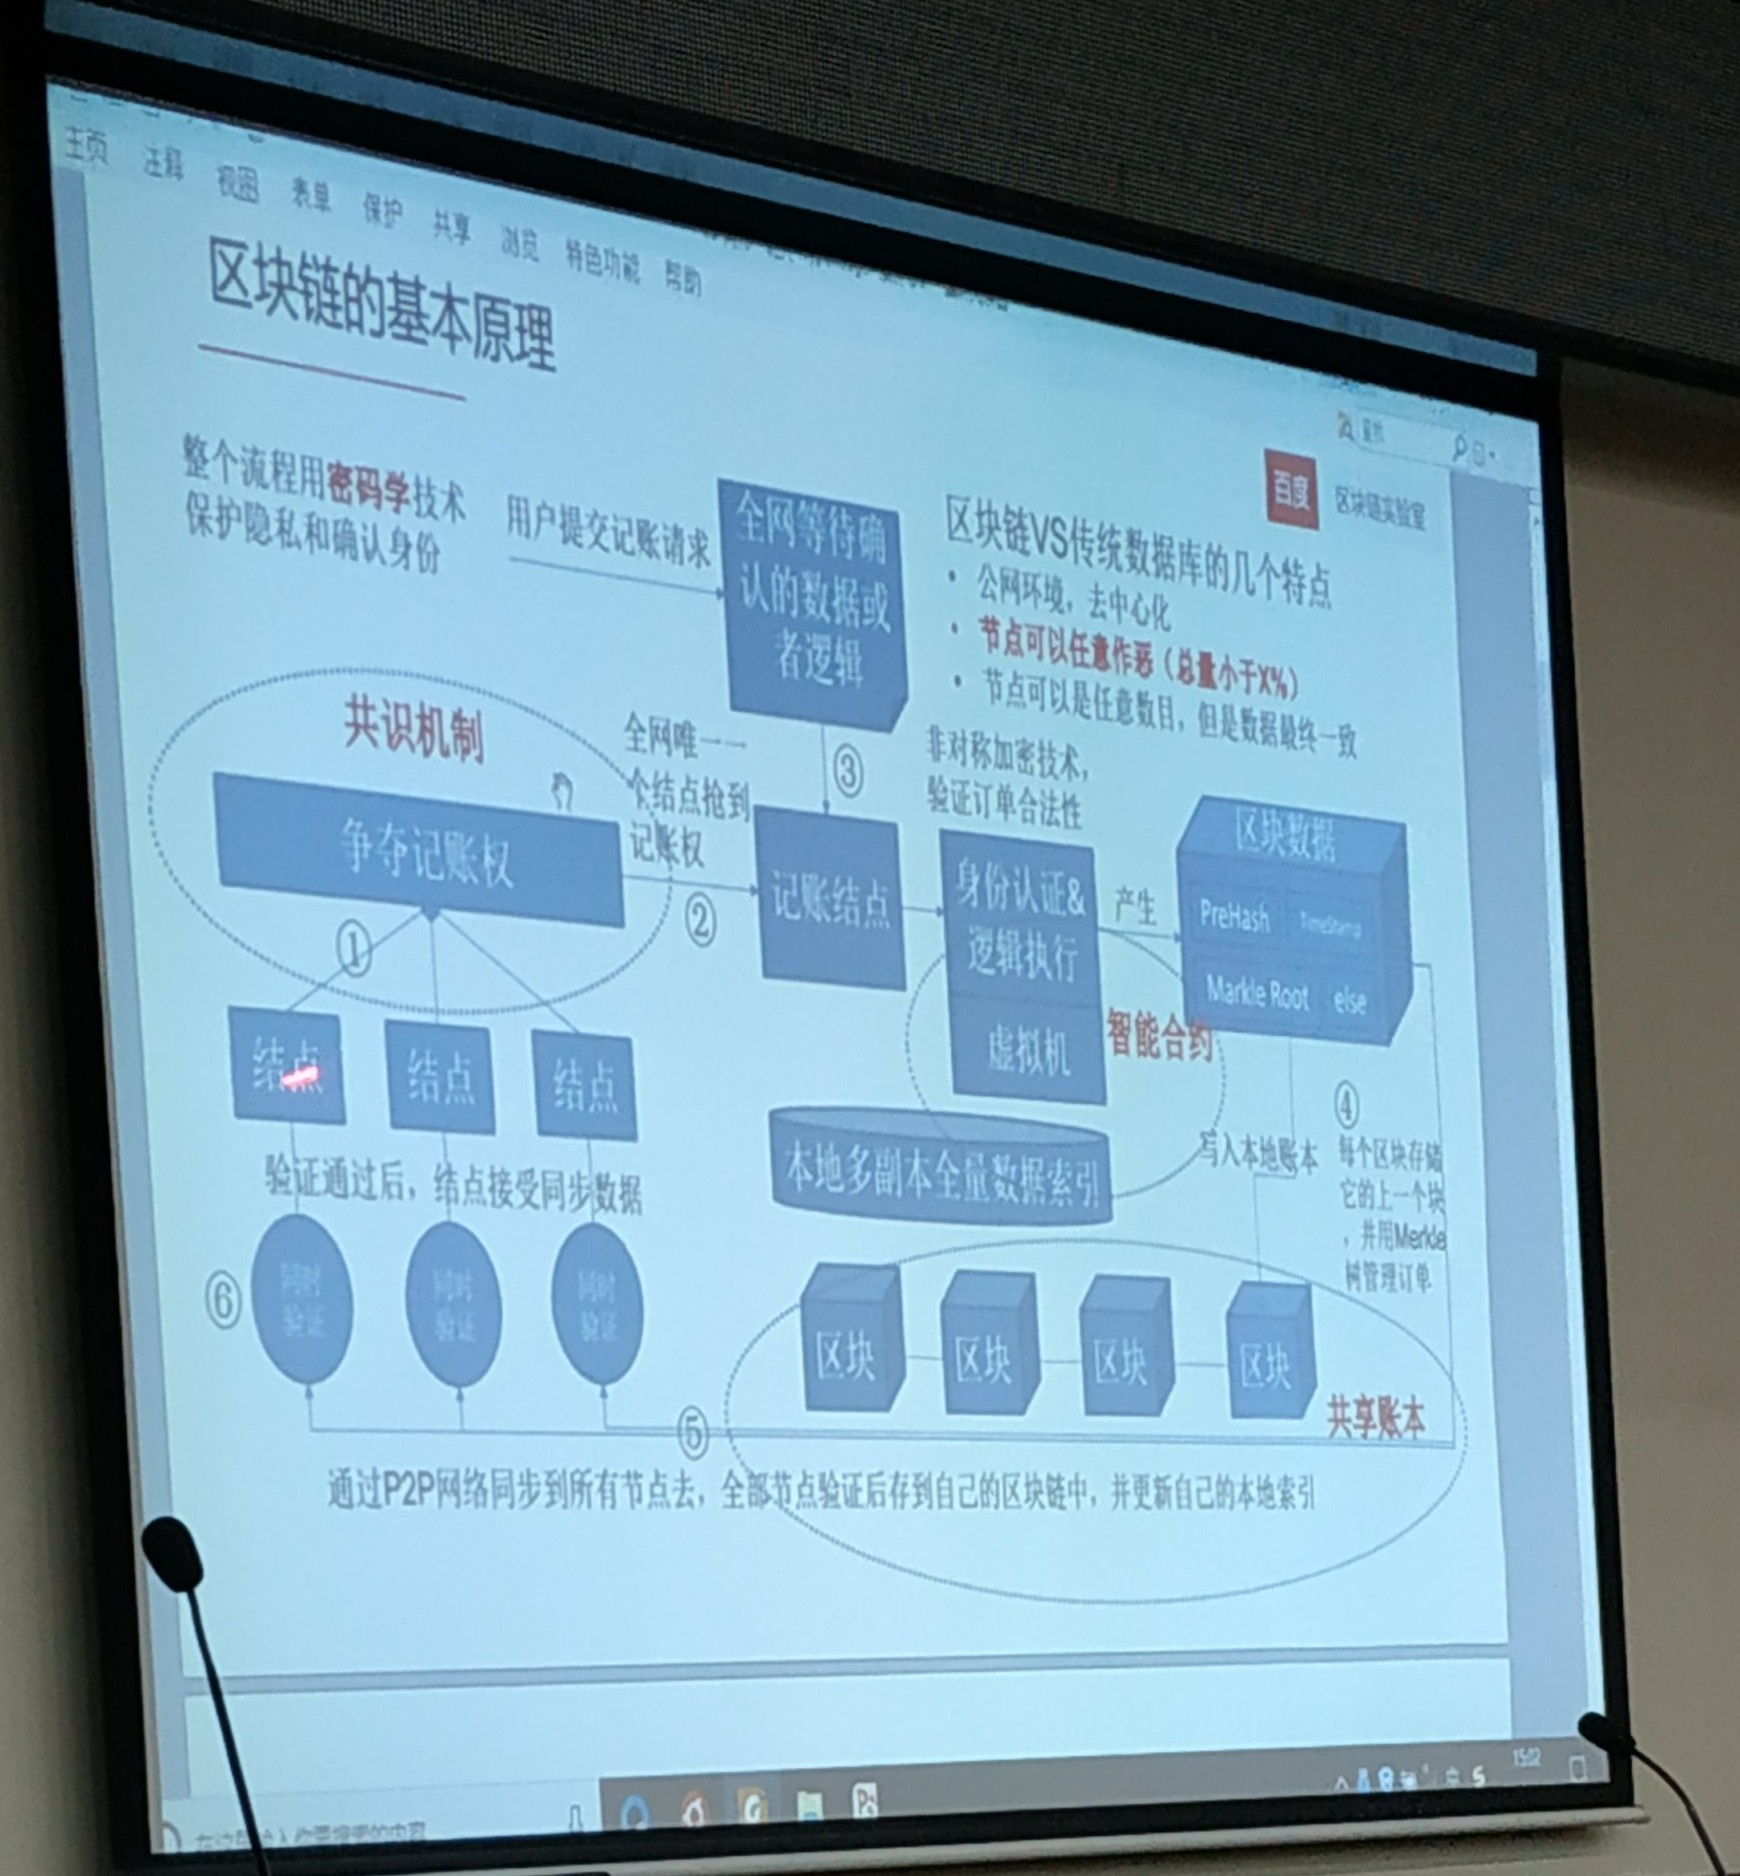 主页 注释 视图 表单 保护 共享 浏览 特色功能 帮助
区块链的基本原理
查找
百度 区块链实验室
整个流程用密码学技术
保护隐私和确认身份
用户提交记账请求
全网等待确
认的数据或
者逻辑
区块链VS传统数据库的几个特点
• 公网环境，去中心化
• 节点可以任意作恶（总量小于X%）
• 节点可以是任意数目，但是数据最终一致
共识机制
争夺记账权
①
全网唯一一
个结点抢到
记账权
②
③
记账结点
非对称加密技术，
验证订单合法性
身份认证&
逻辑执行
虚拟机
产生
智能合约
区块数据
PreHash TimeStamp
Markle Root else
结点 结点 结点
验证通过后，结点接受同步数据
本地多副本全量数据索引
写入本地账本
④
每个区块存储
它的上一个块
，并用Merkle
树管理订单
⑥
同时
验证
同时
验证
同时
验证
区块 区块 区块 区块
共享账本
⑤
通过P2P网络同步到所有节点去，全部节点验证后存到自己的区块链中，并更新自己的本地索引
在这里输入你要搜索的内容
中
15:02